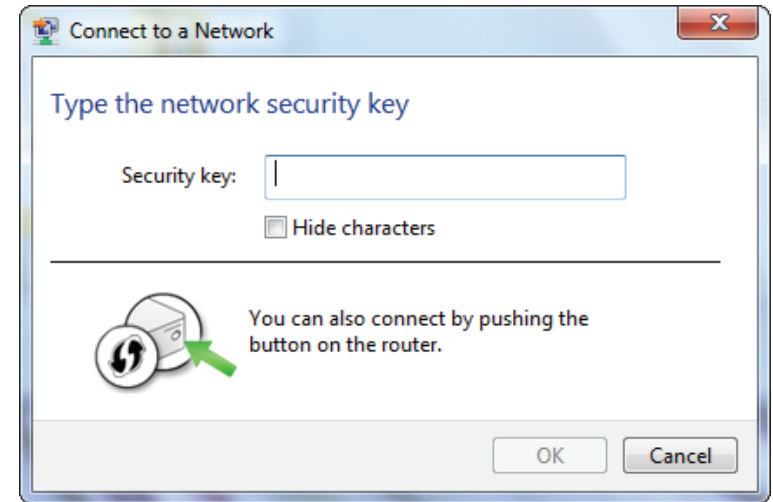 Connect to a Network
Type the network security key
Security key:
Hide characters
You can also connect by pushing the
button on the router.
OK
Cancel